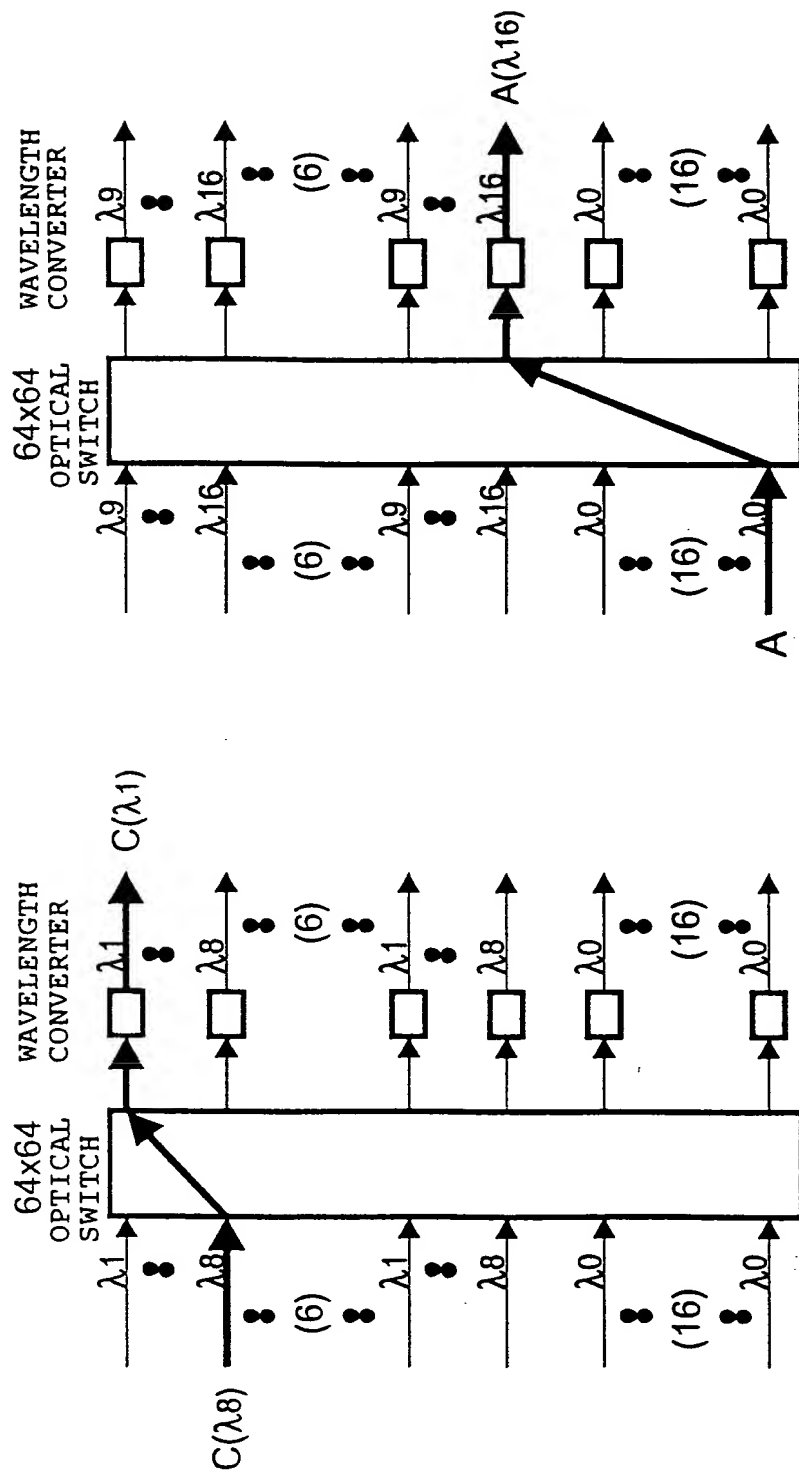 64x64
OPTICAL
SWITCH
WAVELENGTH
CONVERTER
λ1
λ1
C(λ1)
C(λ8)
λ8
λ8
(6)
(6)
λ1
λ1
λ8
λ8
λ0
λ0
(16)
(16)
λ0
λ0
64x64
OPTICAL
SWITCH
WAVELENGTH
CONVERTER
λ9
λ9
λ16
λ16
(6)
(6)
λ9
λ9
λ16
λ16
A(λ16)
λ0
λ0
(16)
(16)
A
λ0
λ0